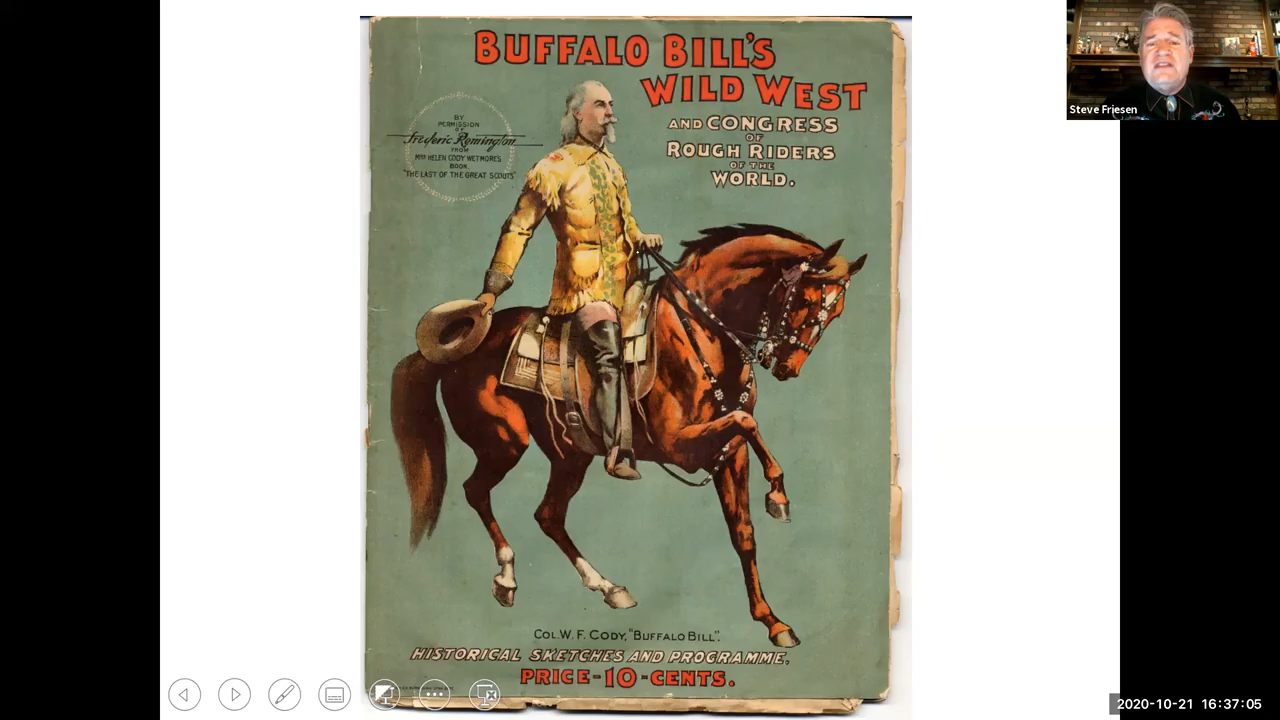 BUFFALO BILL'S
WILD WEST
AND CONGRESS
OF
ROUGH RIDERS
OF THE
WORLD.
BY
PERMISSION
OF
Frederic Remington
FROM
MRS HELEN CODY WETMORE'S
BOOK,
"THE LAST OF THE GREAT SCOUTS"
COL. W. F. CODY, "BUFFALO BILL".
HISTORICAL SKETCHES AND PROGRAMME.
PRICE-10-CENTS.
Steve Friesen
2020-10-21 16:37:05